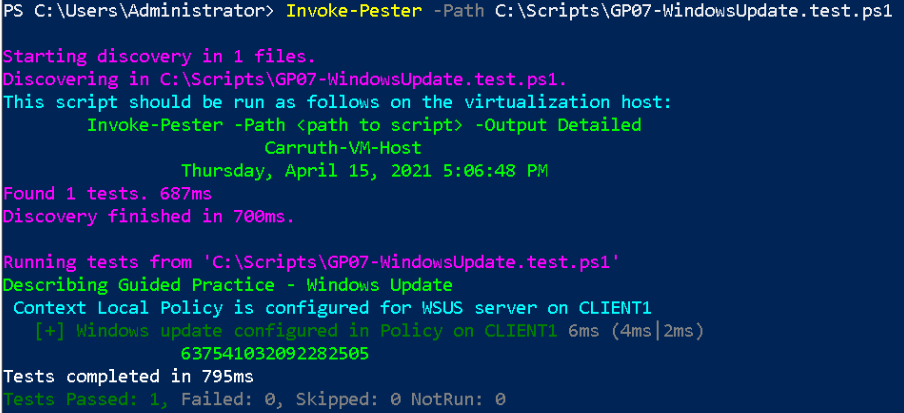 PS C:\Users\Administrator> Invoke-Pester -Path C:\Scripts\GP07-WindowsUpdate.test.ps1
Starting discovery in 1 files.
Discovering in C:\Scripts\GP07-WindowsUpdate.test.ps1.
This script should be run as follows on the virtualization host:
Invoke-Pester -Path <path to script> -Output Detailed
Carruth-VM-Host
Thursday, April 15, 2021 5:06:48 PM
Found 1 tests. 687ms
Discovery finished in 700ms.
Running tests from 'C:\Scripts\GP07-WindowsUpdate.test.ps1'
Describing Guided Practice - Windows Update
Context Local Policy is configured for WSUS server on CLIENT1
[+] Windows update configured in Policy on CLIENT1 6ms (4ms|2ms)
637541032092282505
Tests completed in 795ms
Tests Passed: 1, Failed: 0, Skipped: 0 NotRun: 0